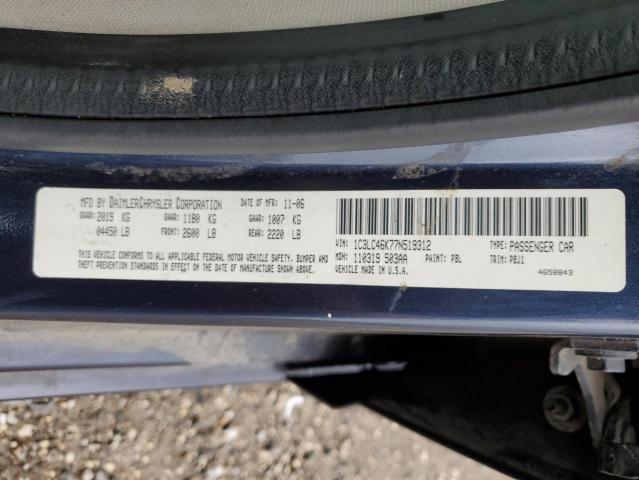 MFD BY DAIMLERCHRYSLER CORPORATION DATE OF MFR: 11-06
GVWR: 2019 KG GAWR: 1180 KG GAWR: 1007 KG
04450 LB FRONT: 2600 LB REAR: 2220 LB
THIS VEHICLE CONFORMS TO ALL APPLICABLE FEDERAL MOTOR VEHICLE SAFETY, BUMPER AND
THEFT PREVENTION STANDARDS IN EFFECT ON THE DATE OF MANUFACTURE SHOWN ABOVE.
VIN: 1C3LC46K77N519312 TYPE: PASSENGER CAR
MDH: 110319 503AA PAINT: PBL TRIM: PBJ1
VEHICLE MADE IN U.S.A. 4658843